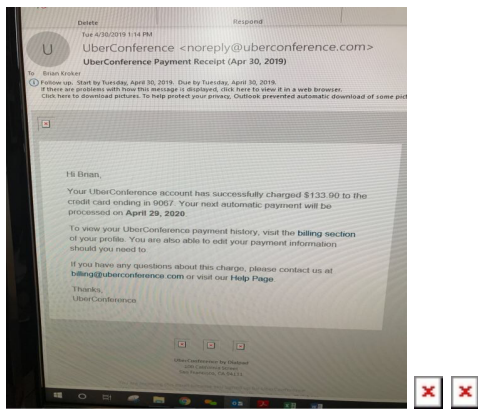 Delete Respond
Tue 4/30/2019 1:14 PM
U UberConference <noreply@uberconference.com>
UberConference Payment Receipt (Apr 30, 2019)
To Brian Kroker
Follow up. Start by Tuesday, April 30, 2019. Due by Tuesday, April 30, 2019.
If there are problems with how this message is displayed, click here to view it in a web browser.
Click here to download pictures. To help protect your privacy, Outlook prevented automatic download of some pict
Hi Brian,
Your UberConference account has successfully charged $133.90 to the
credit card ending in 9067. Your next automatic payment will be
processed on April 29, 2020.
To view your UberConference payment history, visit the billing section
of your profile. You are also able to edit your payment information
should you need to.
If you have any questions about this charge, please contact us at
billing@uberconference.com or visit our Help Page.
Thanks,
UberConference
UberConference by Dialpad
San Francisco, CA